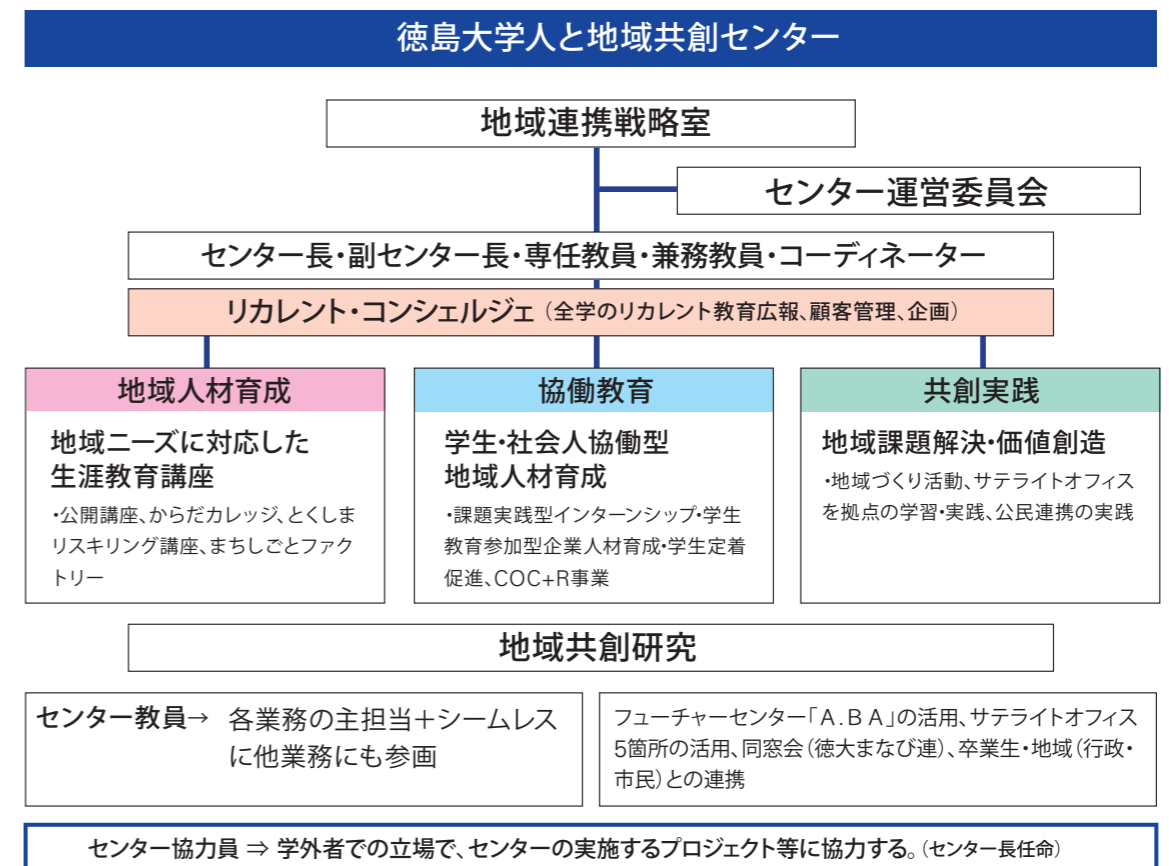 徳島大学人と地域共創センター
地域連携戦略室
センター運営委員会
センター長・副センター長・専任教員・兼務教員・コーディネーター
リカレント・コンシェルジェ（全学のリカレント教育広報、顧客管理、企画）
地域人材育成
地域ニーズに対応した
生涯教育講座
・公開講座、からだカレッジ、とくしま
リスキリング講座、まちしごとファク
トリー
協働教育
学生・社会人協働型
地域人材育成
・課題実践型インターンシップ・学生
教育参加型企業人材育成・学生定着
促進、COC+R事業
共創実践
地域課題解決・価値創造
・地域づくり活動、サテライトオフィス
を拠点の学習・実践、公民連携の実践
地域共創研究
センター教員→ 各業務の主担当＋シームレス
に他業務にも参画
フューチャーセンター「A.BA」の活用、サテライトオフィス
5箇所の活用、同窓会（徳大まなび連）、卒業生・地域（行政・
市民）との連携
センター協力員 ⇒ 学外者での立場で、センターの実施するプロジェクト等に協力する。（センター長任命）